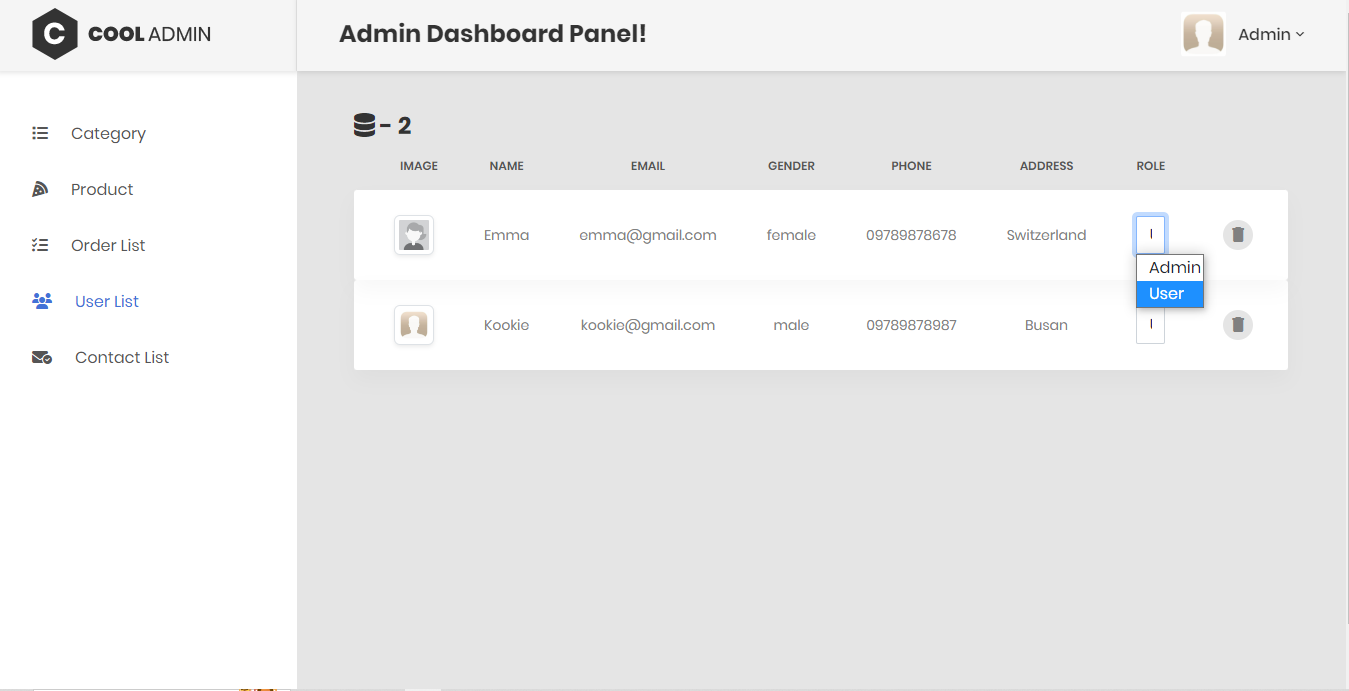 C COOL ADMIN
Admin Dashboard Panel!
Admin
Category
Product
Order List
User List
Contact List
- 2
IMAGE NAME EMAIL GENDER PHONE ADDRESS ROLE
Emma emma@gmail.com female 09789878678 Switzerland
Admin
User
Kookie kookie@gmail.com male 09789878987 Busan